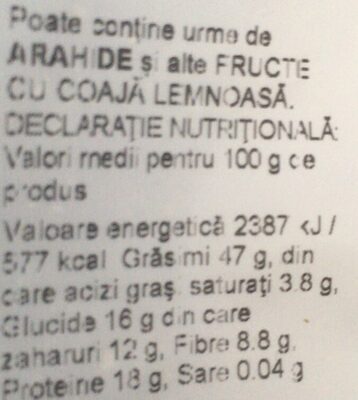 Poate conține urme de
ARAHIDE și alte FRUCTE
CU COAJĂ LEMNOASĂ.
DECLARAȚIE NUTRIȚIONALĂ:
Valori medii pentru 100 g de
produs
Valoare energetică 2387 kJ /
577 kcal Grăsimi 47 g, din
care acizi grași saturați 3.8 g,
Glucide 16 g din care
zaharuri 12 g, Fibre 8.8 g,
Proteine 18 g, Sare 0.04 g